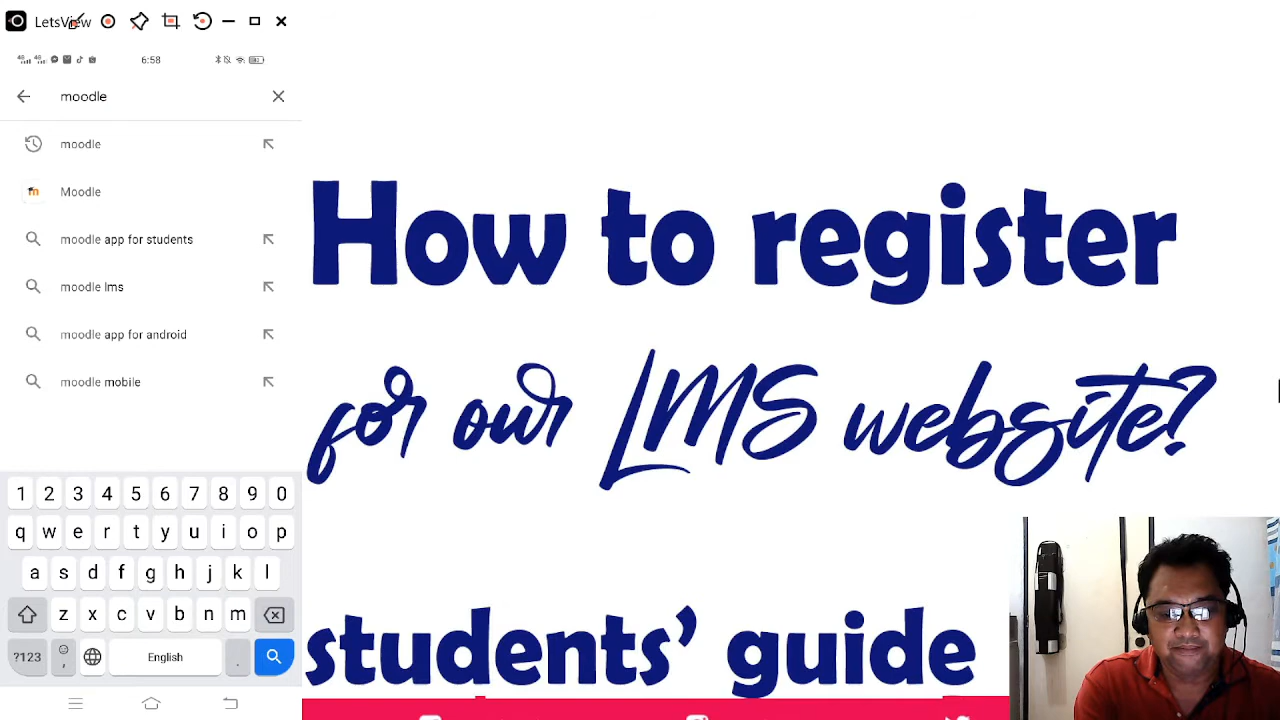 LetsView
6:58
moodle
moodle
Moodle
moodle app for students
moodle lms
moodle app for android
moodle mobile
1 2 3 4 5 6 7 8 9 0
q w e r t y u i o p
a s d f g h j k l
z x c v b n m
?123 , English .
How to register
for our LMS website?
students' guide